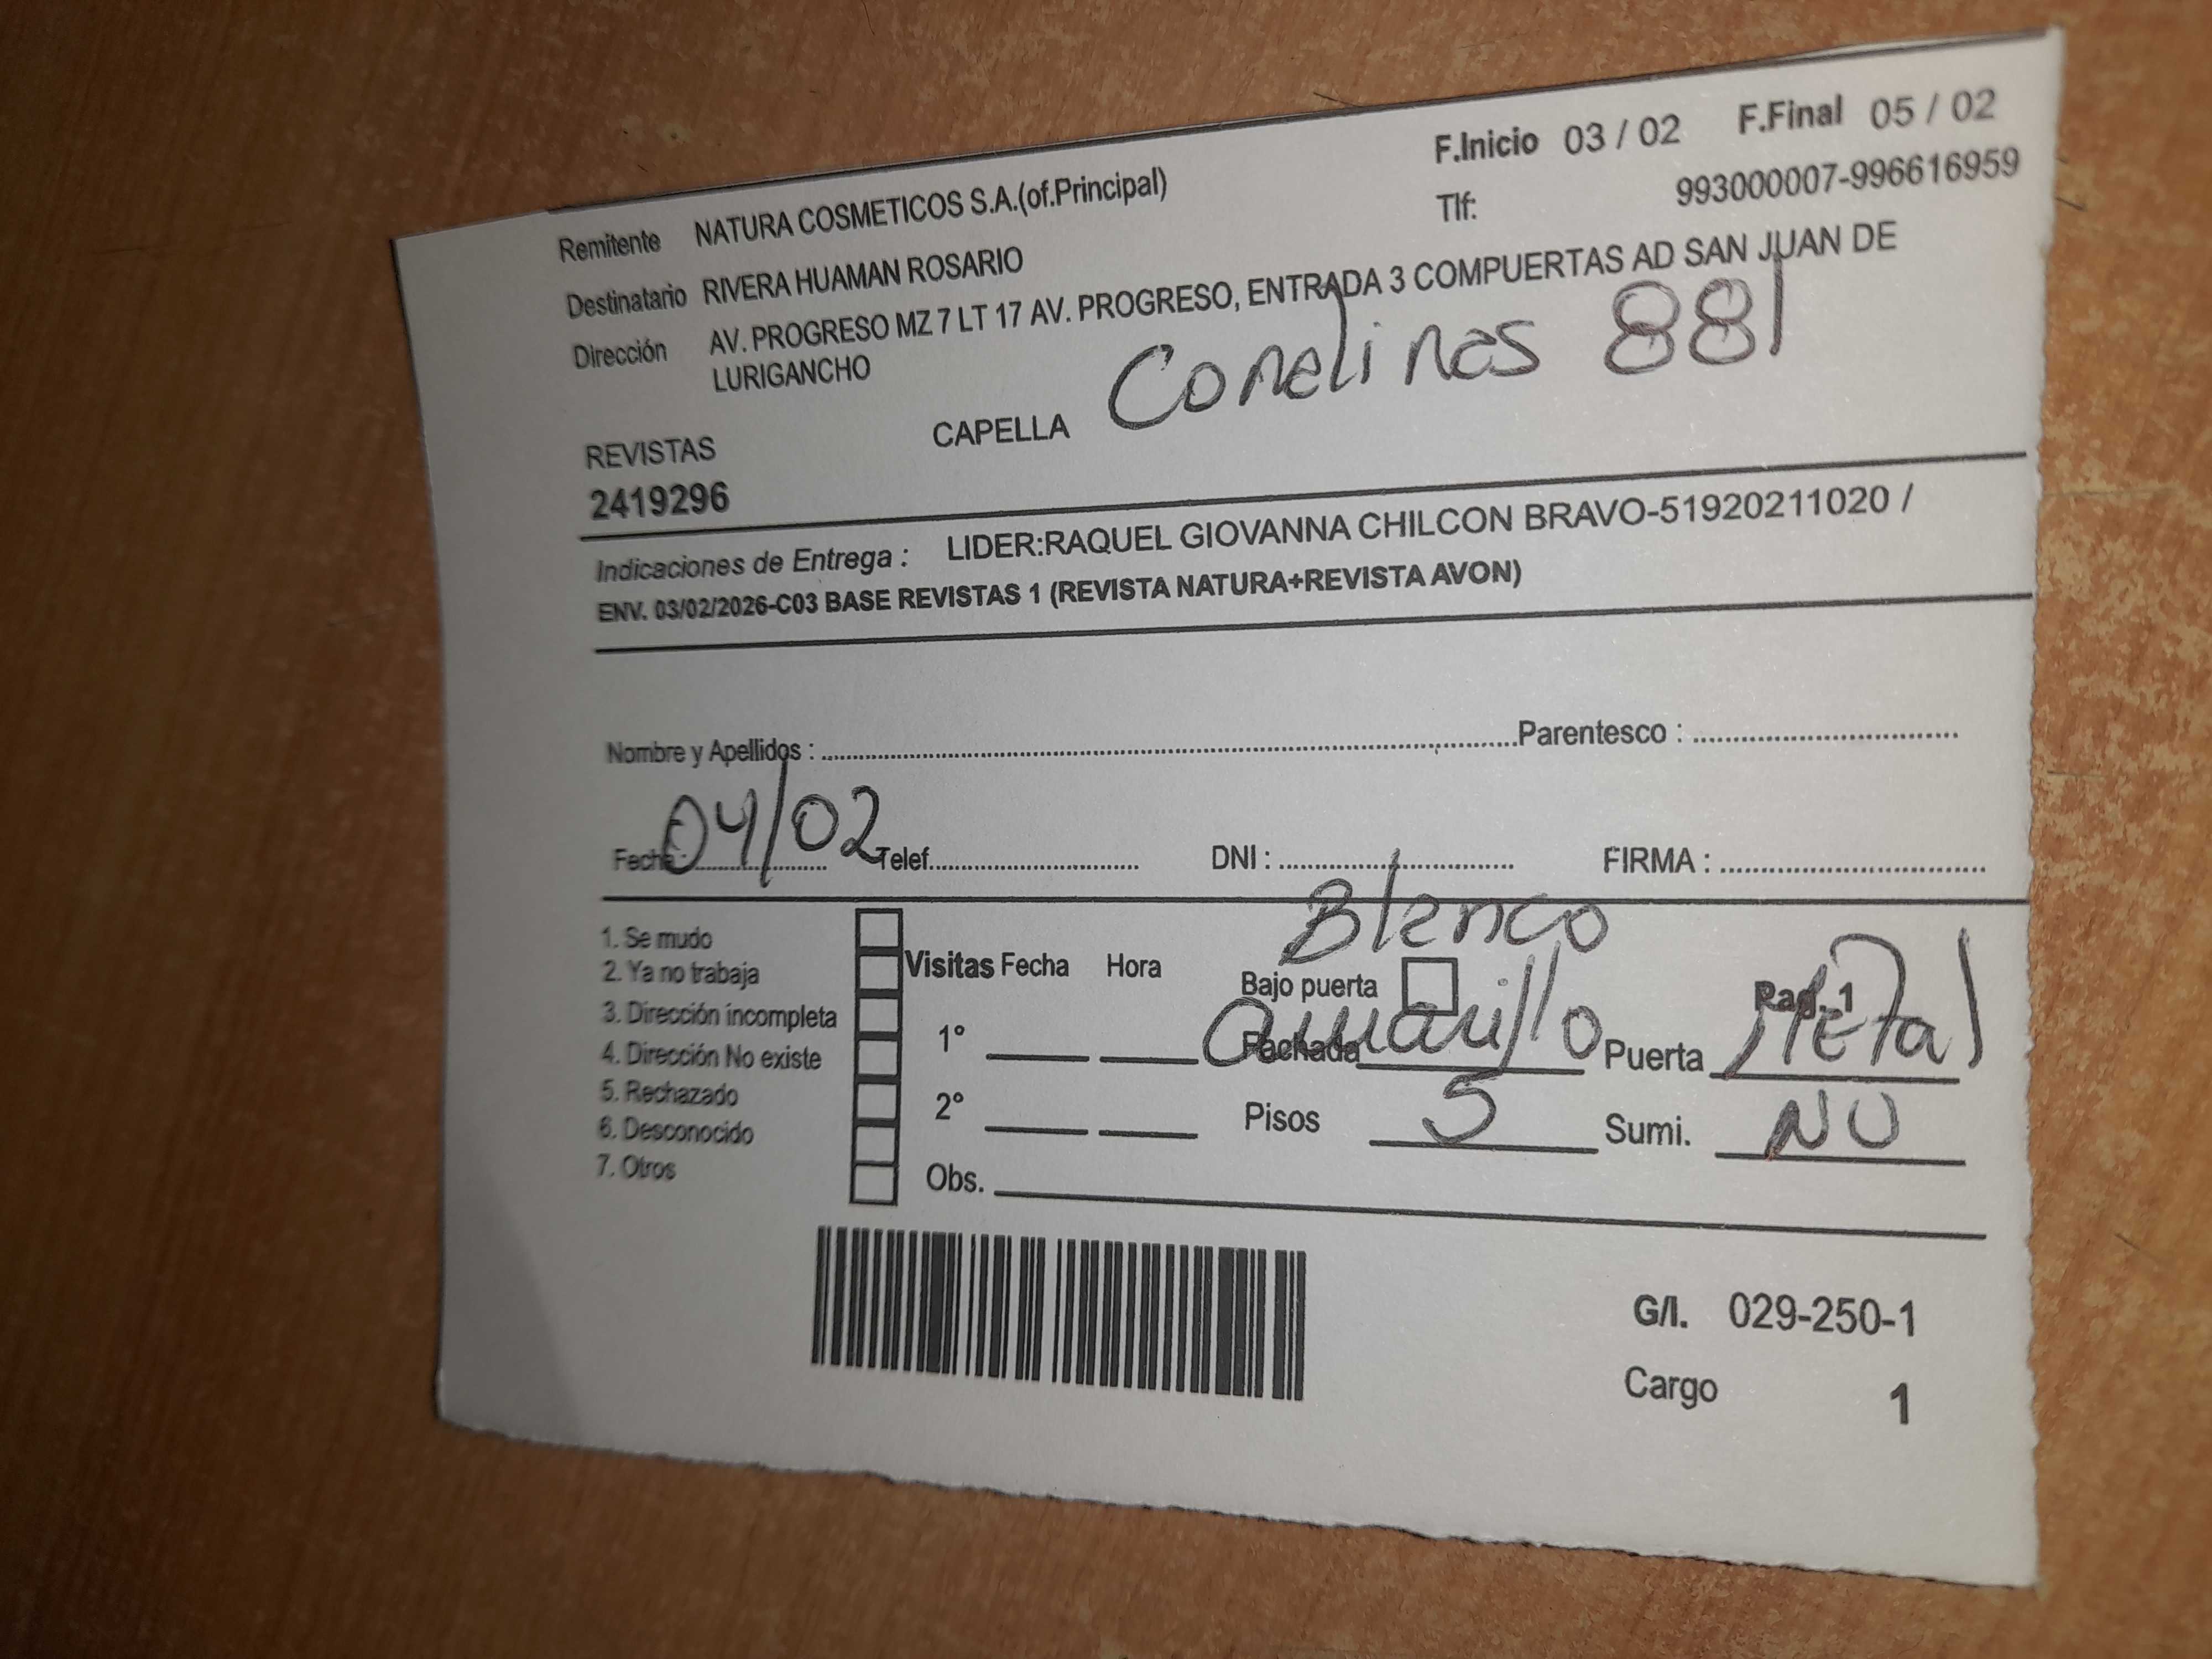 F.Inicio 03 / 02 F.Final 05 / 02
Remitente NATURA COSMETICOS S.A.(of.Principal) Tlf: 993000007-996616959
Destinatario RIVERA HUAMAN ROSARIO
Dirección AV. PROGRESO MZ 7 LT 17 AV. PROGRESO, ENTRADA 3 COMPUERTAS AD SAN JUAN DE
LURIGANCHO
881
REVISTAS CAPELLA
2419296
Indicaciones de Entrega : LIDER:RAQUEL GIOVANNA CHILCON BRAVO-51920211020 /
ENV. 03/02/2026-C03 BASE REVISTAS 1 (REVISTA NATURA+REVISTA AVON)
Nombre y Apellidos : Parentesco :
Fecha : 04/02 Telef. DNI : FIRMA :
Blanco
1. Se mudo
2. Ya no trabaja
3. Dirección incompleta
4. Dirección No existe
5. Rechazado
6. Desconocido
7. Otros
Visitas Fecha Hora
1°
2°
Obs.
Bajo puerta Pag. 1
Fachada amarillo Puerta Metal
Pisos 5 Sumi. NO
G/I. 029-250-1
Cargo 1